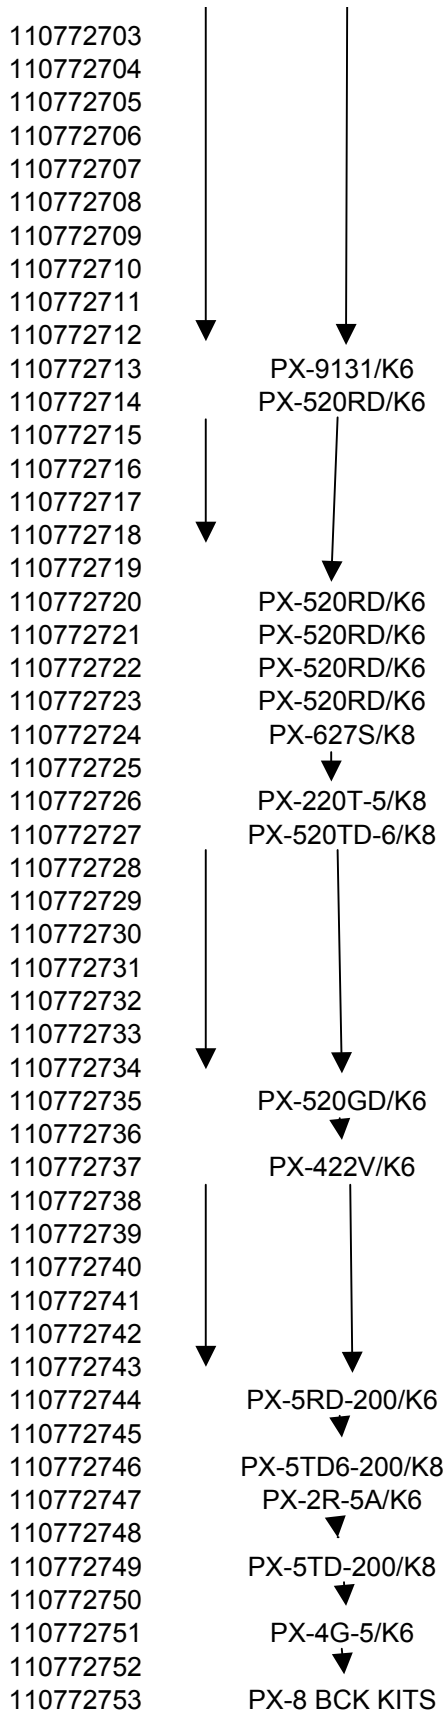 110772703
110772704
110772705
110772706
110772707
110772708
110772709
110772710
110772711
110772712
110772713 PX-9131/K6
110772714 PX-520RD/K6
110772715
110772716
110772717
110772718
110772719
110772720 PX-520RD/K6
110772721 PX-520RD/K6
110772722 PX-520RD/K6
110772723 PX-520RD/K6
110772724 PX-627S/K8
110772725
110772726 PX-220T-5/K8
110772727 PX-520TD-6/K8
110772728
110772729
110772730
110772731
110772732
110772733
110772734
110772735 PX-520GD/K6
110772736
110772737 PX-422V/K6
110772738
110772739
110772740
110772741
110772742
110772743
110772744 PX-5RD-200/K6
110772745
110772746 PX-5TD6-200/K8
110772747 PX-2R-5A/K6
110772748
110772749 PX-5TD-200/K8
110772750
110772751 PX-4G-5/K6
110772752
110772753 PX-8 BCK KITS